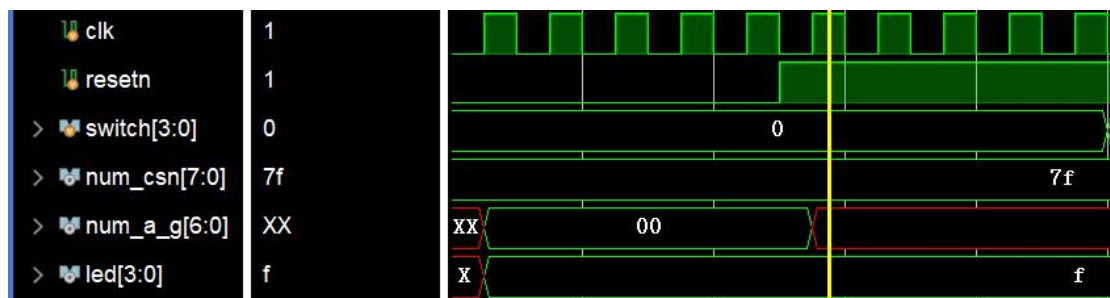 clk 1
resetn 1
switch[3:0] 0 0
num_csn[7:0] 7f 7f
num_a_g[6:0] XX XX 00
led[3:0] f X f